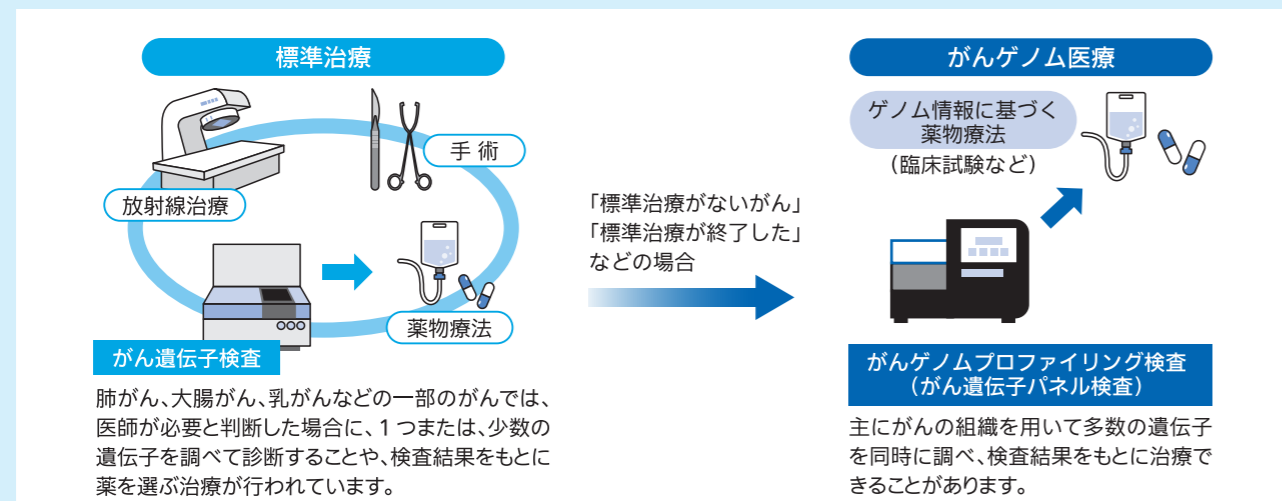 標準治療
手 術
放射線治療
薬物療法
がん遺伝子検査
肺がん、大腸がん、乳がんなどの一部のがんでは、
医師が必要と判断した場合に、1 つまたは、少数の
遺伝子を調べて診断することや、検査結果をもとに
薬を選ぶ治療が行われています。
「標準治療がないがん」
「標準治療が終了した」
などの場合
がんゲノム医療
ゲノム情報に基づく
薬物療法
（臨床試験など）
がんゲノムプロファイリング検査
（がん遺伝子パネル検査）
主にがんの組織を用いて多数の遺伝子
を同時に調べ、検査結果をもとに治療で
きることがあります。